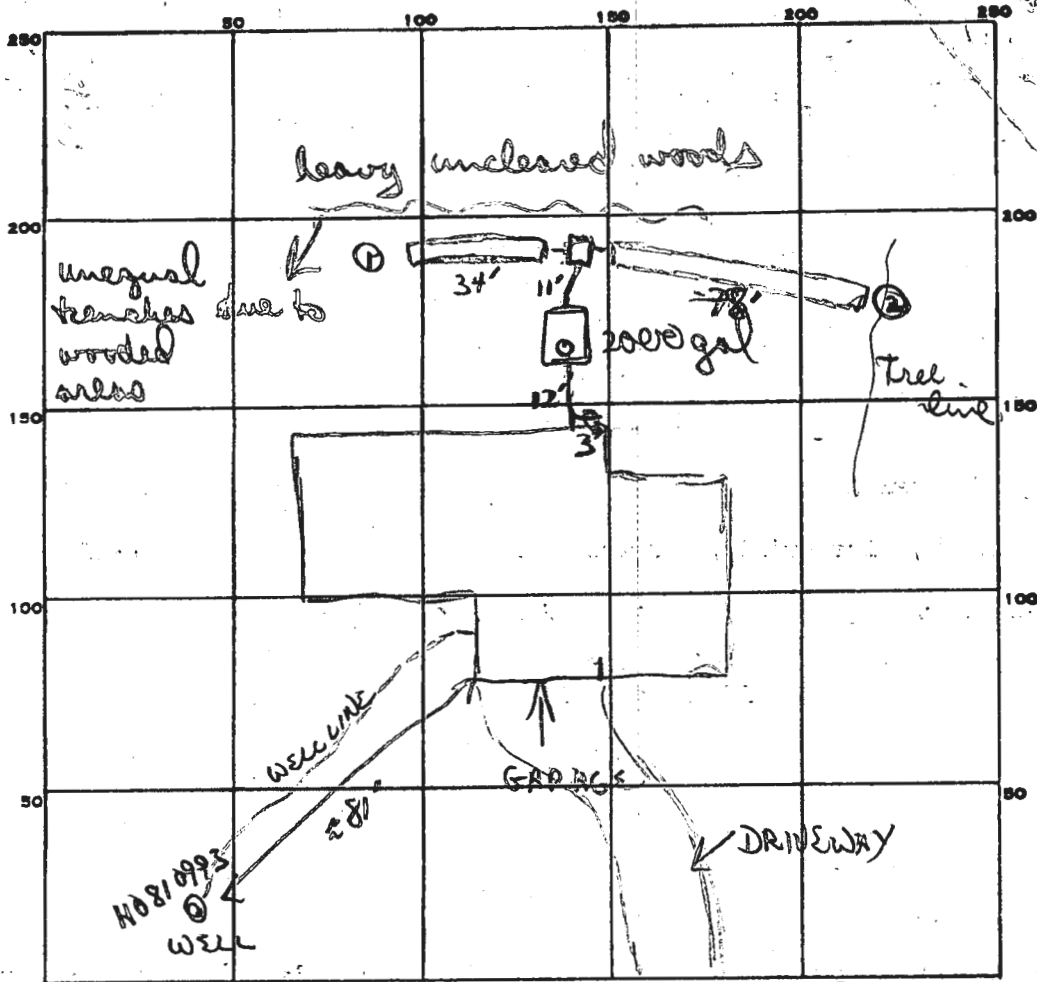 50 100 150 200 250
250
heavy uncleared woods
200 200
unequal
trenches due to
wooded
areas
1
34'
11'
78'
2
2000 gal
Tree
line
12'
3'
150 150
100 100
WELL LINE
≈ 81'
GARAGE
50 50
DRIVEWAY
HO810993
WELL